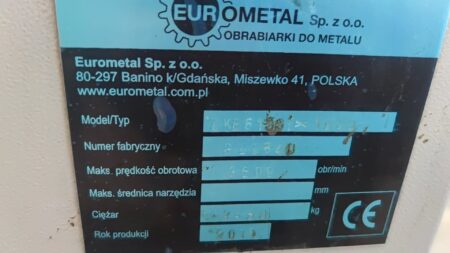 EUROMETAL Sp. z o.o.
OBRABIARKI DO METALU
Eurometal Sp. z o.o.
80-297 Banino k/Gdańska, Miszewko 41, POLSKA
www.eurometal.com.pl
Model/Typ
Numer fabryczny
Maks. prędkość obrotowa obr/min
Maks. średnica narzędzia mm
Ciężar kg
Rok produkcji
CE